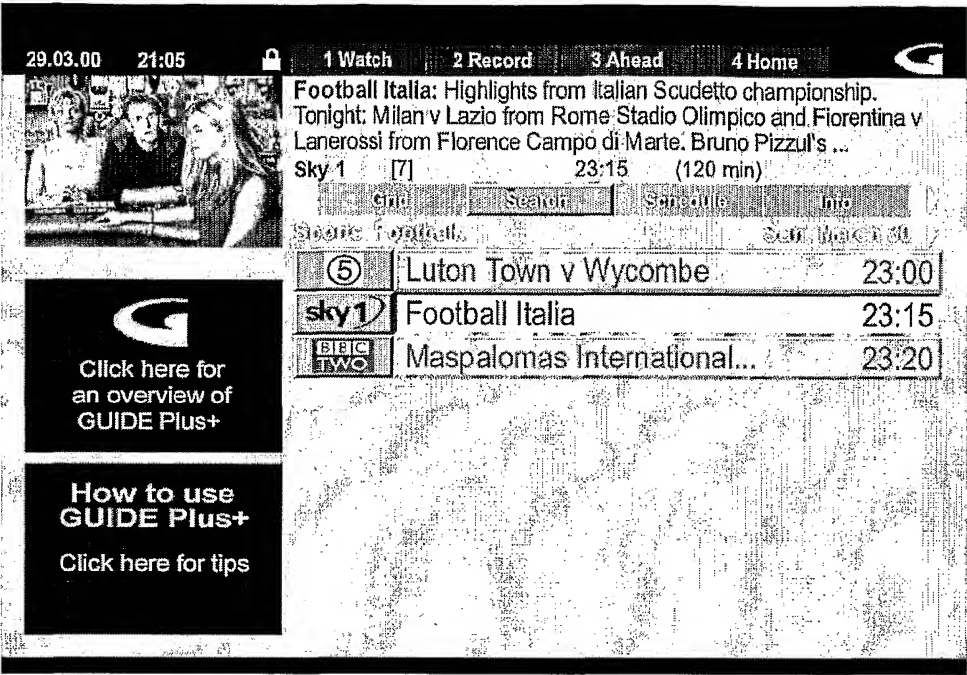 29.03.00 21:05 1 Watch 2 Record 3 Ahead 4 Home
Football Italia: Highlights from Italian Scudetto championship.
Tonight: Milan v Lazio from Rome Stadio Olimpico and Fiorentina v
Lanerossi from Florence Campo di Marte. Bruno Pizzul's ...
Sky 1 [7] 23:15 (120 min)
Grid Search Schedule Info
5 Luton Town v Wycombe 23:00
sky 1 Football Italia 23:15
BBC TWO Maspalomas International... 23:20
Click here for
an overview of
GUIDE Plus+
How to use
GUIDE Plus+
Click here for tips